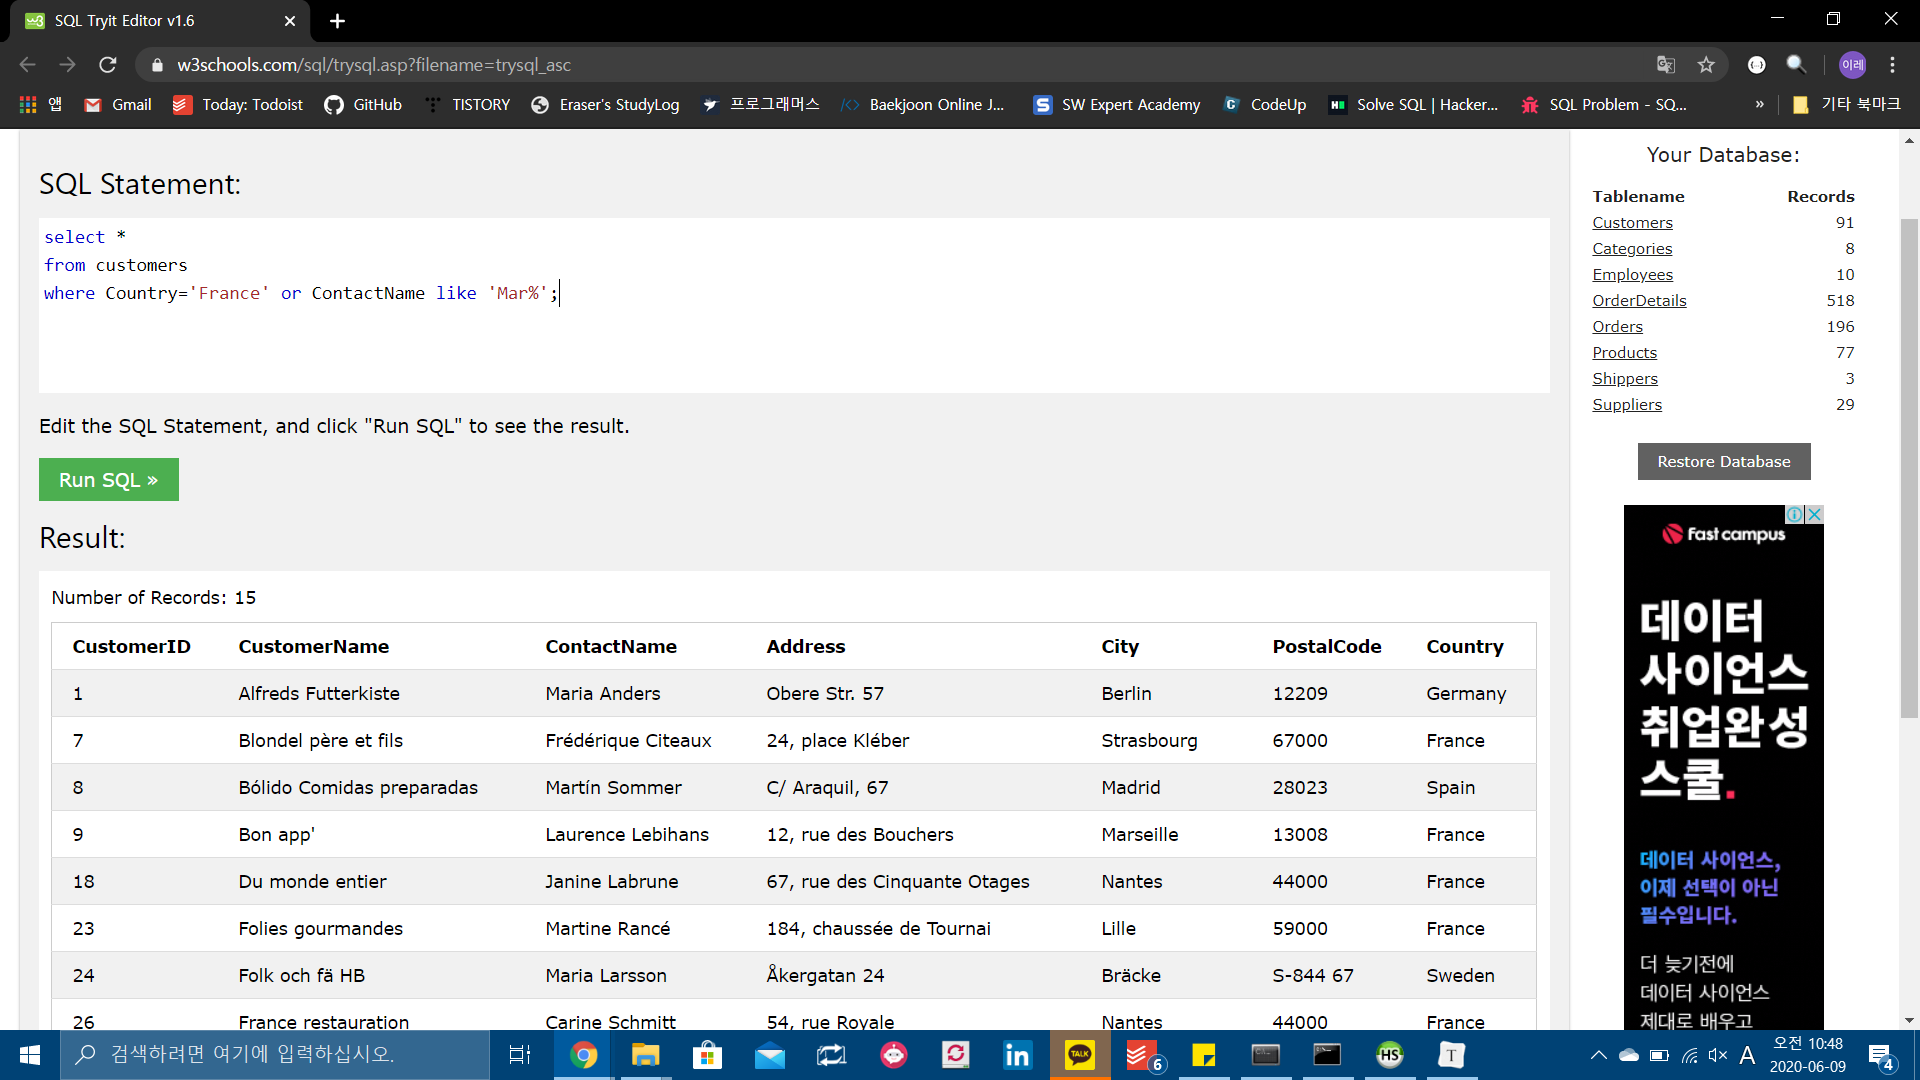 SQL Tryit Editor v1.6
w3schools.com/sql/trysql.asp?filename=trysql_asc
이레
앱 Gmail Today: Todoist GitHub TISTORY Eraser's StudyLog 프로그래머스 Baekjoon Online J... SW Expert Academy CodeUp Solve SQL | Hacker... SQL Problem - SQ... » 기타 북마크
SQL Statement:
select *
from customers
where Country='France' or ContactName like 'Mar%';
Edit the SQL Statement, and click "Run SQL" to see the result.
Run SQL »
Result:
Number of Records: 15
CustomerID CustomerName ContactName Address City PostalCode Country
1 Alfreds Futterkiste Maria Anders Obere Str. 57 Berlin 12209 Germany
7 Blondel père et fils Frédérique Citeaux 24, place Kléber Strasbourg 67000 France
8 Bólido Comidas preparadas Martín Sommer C/ Araquil, 67 Madrid 28023 Spain
9 Bon app' Laurence Lebihans 12, rue des Bouchers Marseille 13008 France
18 Du monde entier Janine Labrune 67, rue des Cinquante Otages Nantes 44000 France
23 Folies gourmandes Martine Rancé 184, chaussée de Tournai Lille 59000 France
24 Folk och fä HB Maria Larsson Åkergatan 24 Bräcke S-844 67 Sweden
26 France restauration Carine Schmitt 54, rue Royale Nantes 44000 France
Your Database:
Tablename Records
Customers 91
Categories 8
Employees 10
OrderDetails 518
Orders 196
Products 77
Shippers 3
Suppliers 29
Restore Database
Fast campus
데이터
사이언스
취업완성
스쿨.
데이터 사이언스,
이제 선택이 아닌
필수입니다.
더 늦기전에
데이터 사이언스
제대로 배우고
검색하려면 여기에 입력하십시오.
TALK
6
HS
T
A
오전 10:48
2020-06-09
4